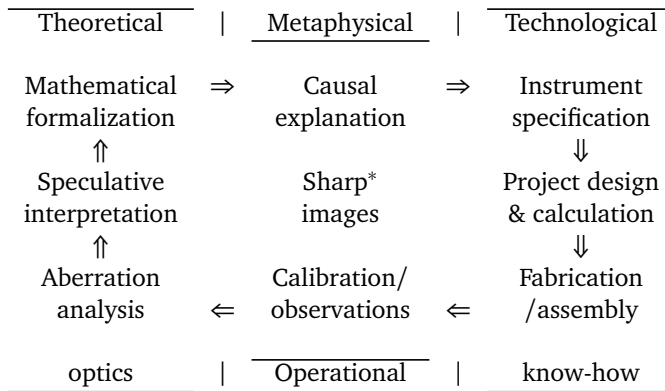 Theoretical | Metaphysical | Technological
Mathematical ⇒ Causal ⇒ Instrument
formalization explanation specification
⇑ ⇓
Speculative Sharp* Project design
interpretation images & calculation
⇑ ⇓
Aberration Calibration/ Fabrication
analysis ⇐ observations ⇐ /assembly
optics | Operational | know-how